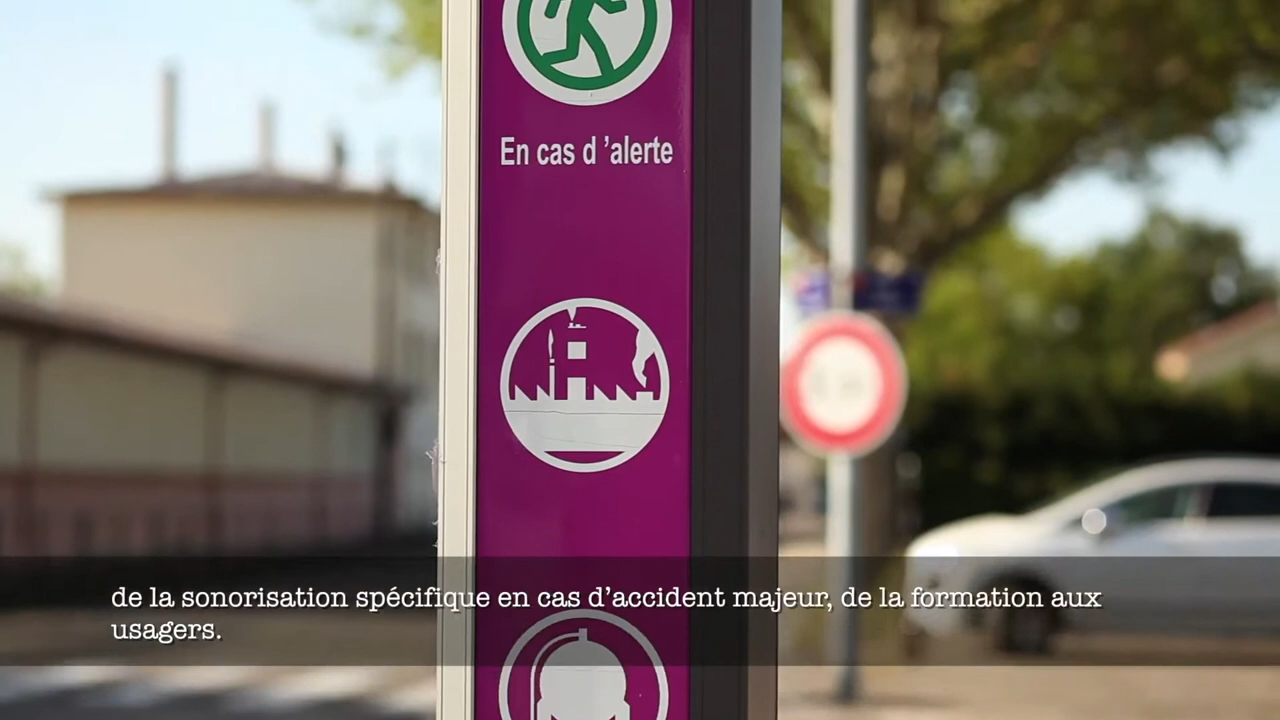 En cas d ’alerte
de la sonorisation spécifique en cas d’accident majeur, de la formation aux
usagers.